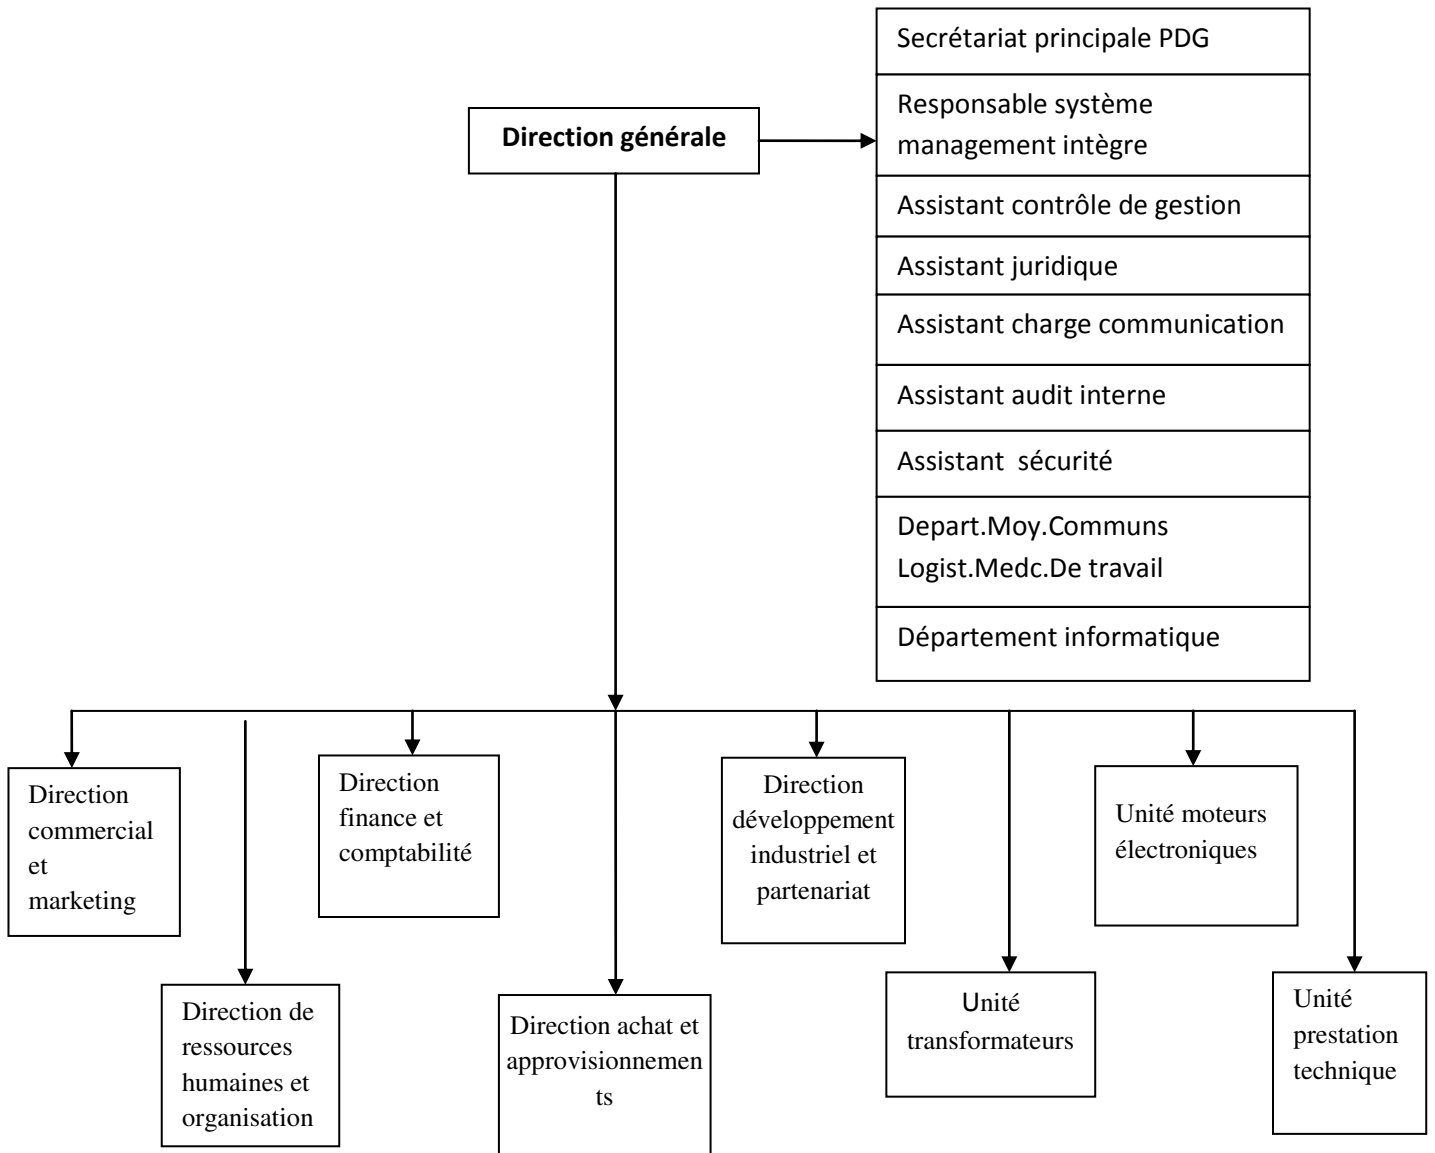 Secrétariat principale PDG
Direction générale
Responsable système
management intègre
Assistant contrôle de gestion
Assistant juridique
Assistant charge communication
Assistant audit interne
Assistant  sécurité
Depart.Moy.Communs
Logist.Medc.De travail
Département informatique
Direction
commercial
et
marketing
Direction de
ressources
humaines et
organisation
Direction
finance et
comptabilité
Direction achat et
approvisionnemen
ts
Direction
développement
industriel et
partenariat
Unité
transformateurs
Unité moteurs
électroniques
Unité
prestation
technique